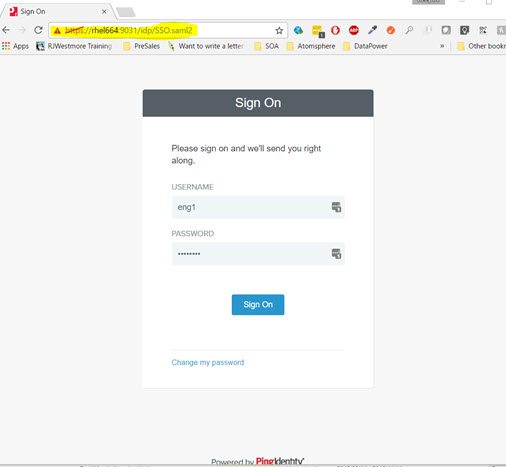 Sign On
https://rhel664:9031/idp/SSO.saml2
Apps RJWestmore Training PreSales Want to write a letter SOA Atomsphere DataPower » Other bookm
Sign On
Please sign on and we'll send you right
along.
USERNAME
eng1
PASSWORD
••••••••
Sign On
Change my password
Powered by PingIdentity